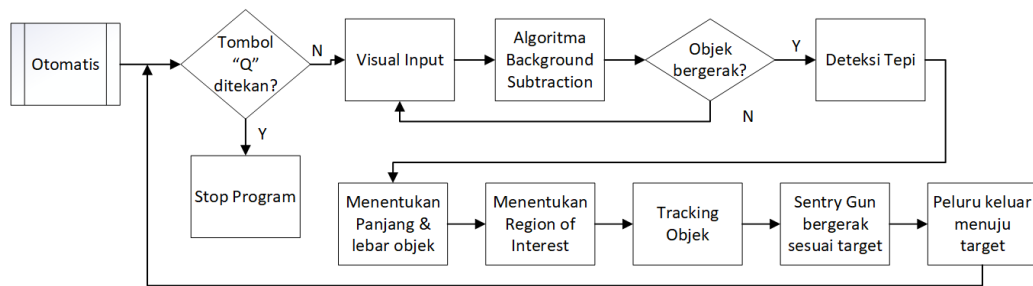 Otomatis
Tombol
“Q”
ditekan?
N
Y
Stop Program
Visual Input
Algoritma
Background
Subtraction
Objek
bergerak?
Y
N
Deteksi Tepi
Menentukan
Panjang &
lebar objek
Menentukan
Region of
Interest
Tracking
Objek
Sentry Gun
bergerak
sesuai target
Peluru keluar
menuju
target